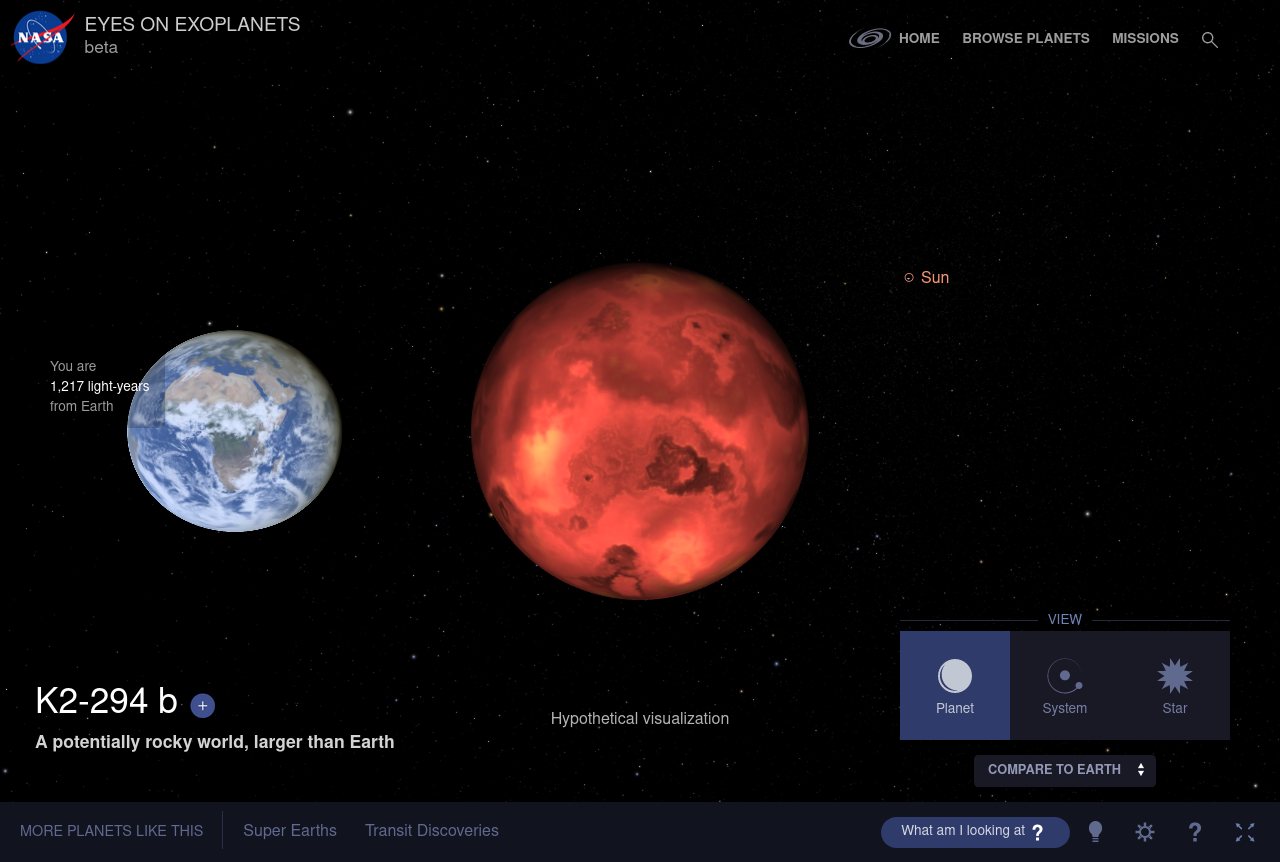 NASA
EYES ON EXOPLANETS
beta
HOME
BROWSE PLANETS
MISSIONS
Sun
You are
1,217 light-years
from Earth
K2-294 b +
A potentially rocky world, larger than Earth
Hypothetical visualization
VIEW
Planet
System
Star
COMPARE TO EARTH
MORE PLANETS LIKE THIS
Super Earths
Transit Discoveries
What am I looking at ?
?